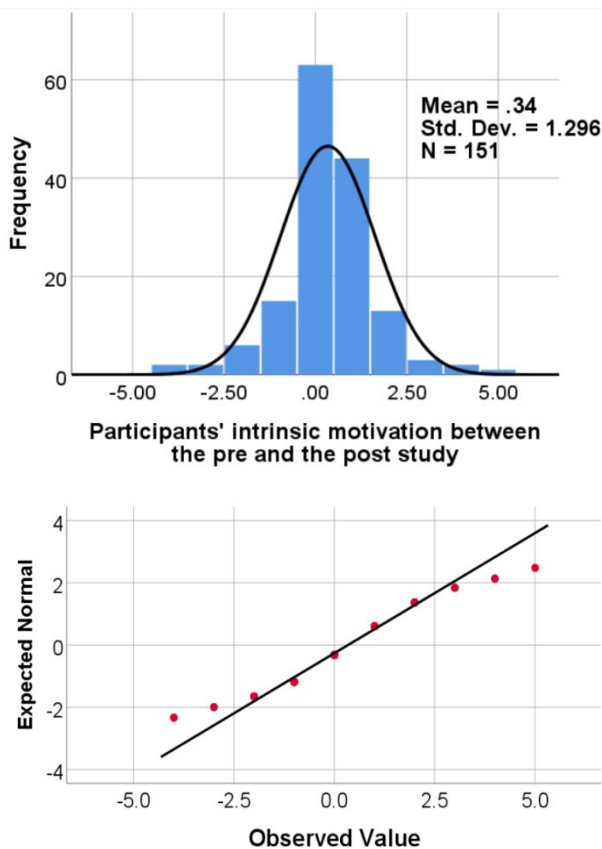 60
Mean = .34
Std. Dev. = 1.296
N = 151
Frequency
40
20
0
-5.00 -2.50 .00 2.50 5.00
Participants' intrinsic motivation between
the pre and the post study
4
2
0
-2
-4
Expected Normal
-5.0 -2.5 0.0 2.5 5.0
Observed Value